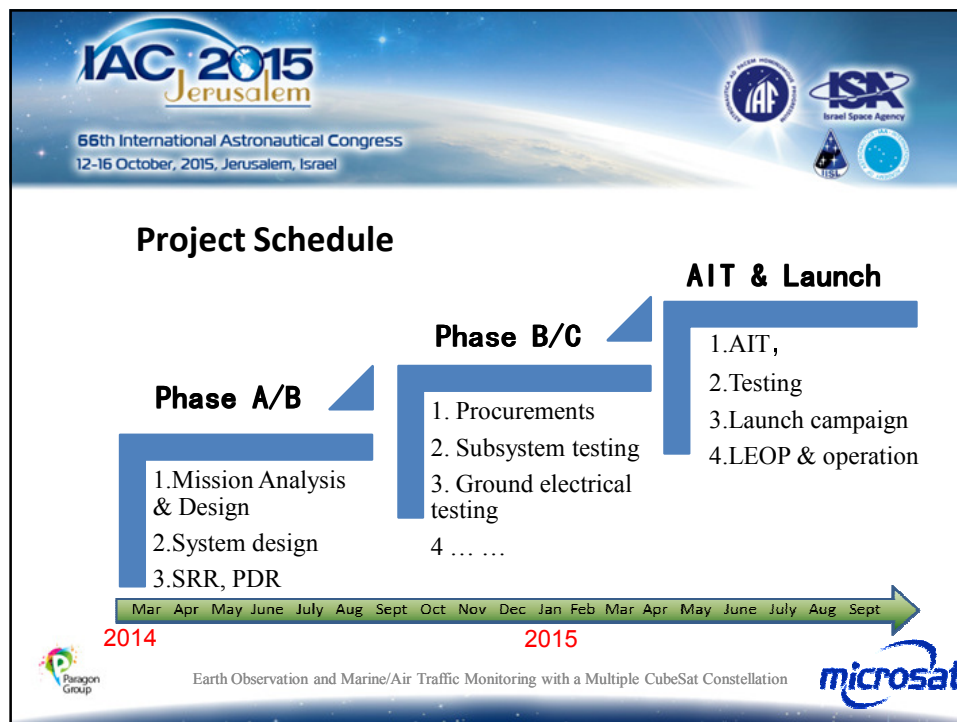 IAC 2015
Jerusalem
66th International Astronautical Congress
12-16 October, 2015, Jerusalem, Israel
IAF
ISA
Israel Space Agency
IISL
Project Schedule
AIT & Launch
1.AIT,
2.Testing
3.Launch campaign
4.LEOP & operation
Phase B/C
1. Procurements
2. Subsystem testing
3. Ground electrical
testing
4 … …
Phase A/B
1.Mission Analysis
& Design
2.System design
3.SRR, PDR
Mar Apr May June July Aug Sept Oct Nov Dec Jan Feb Mar Apr May June July Aug Sept
2014
2015
Paragon
Group
Earth Observation and Marine/Air Traffic Monitoring with a Multiple CubeSat Constellation
microsat